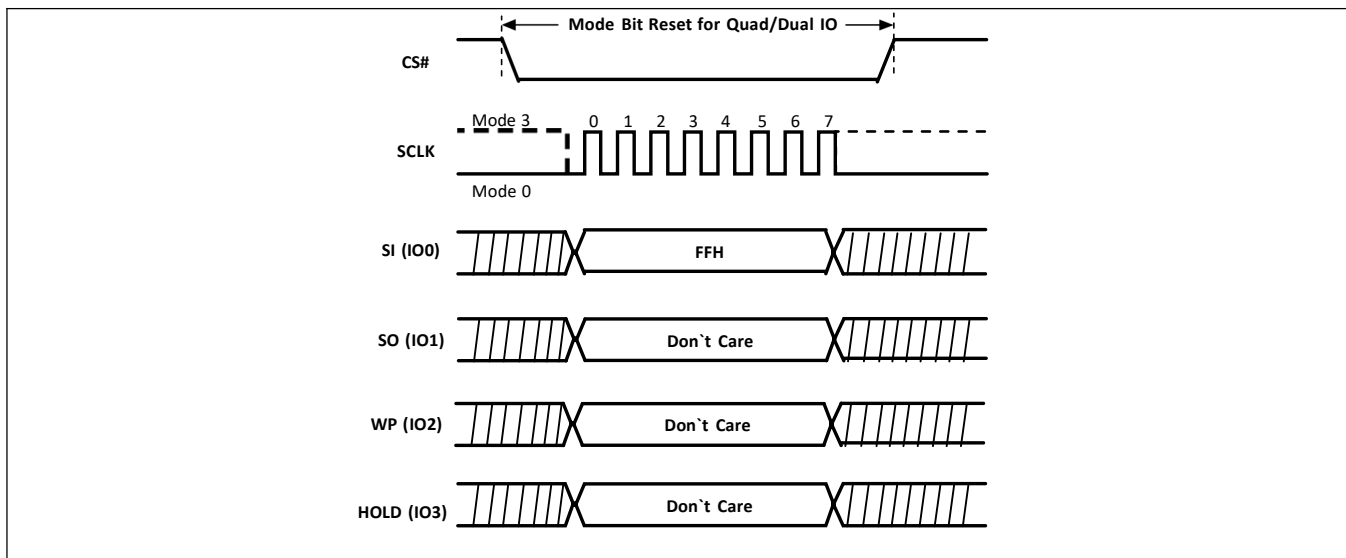 Mode Bit Reset for Quad/Dual IO
CS#
Mode 3 0 1 2 3 4 5 6 7
SCLK
Mode 0
SI (IO0) FFH
SO (IO1) Don`t Care
WP (IO2) Don`t Care
HOLD (IO3) Don`t Care